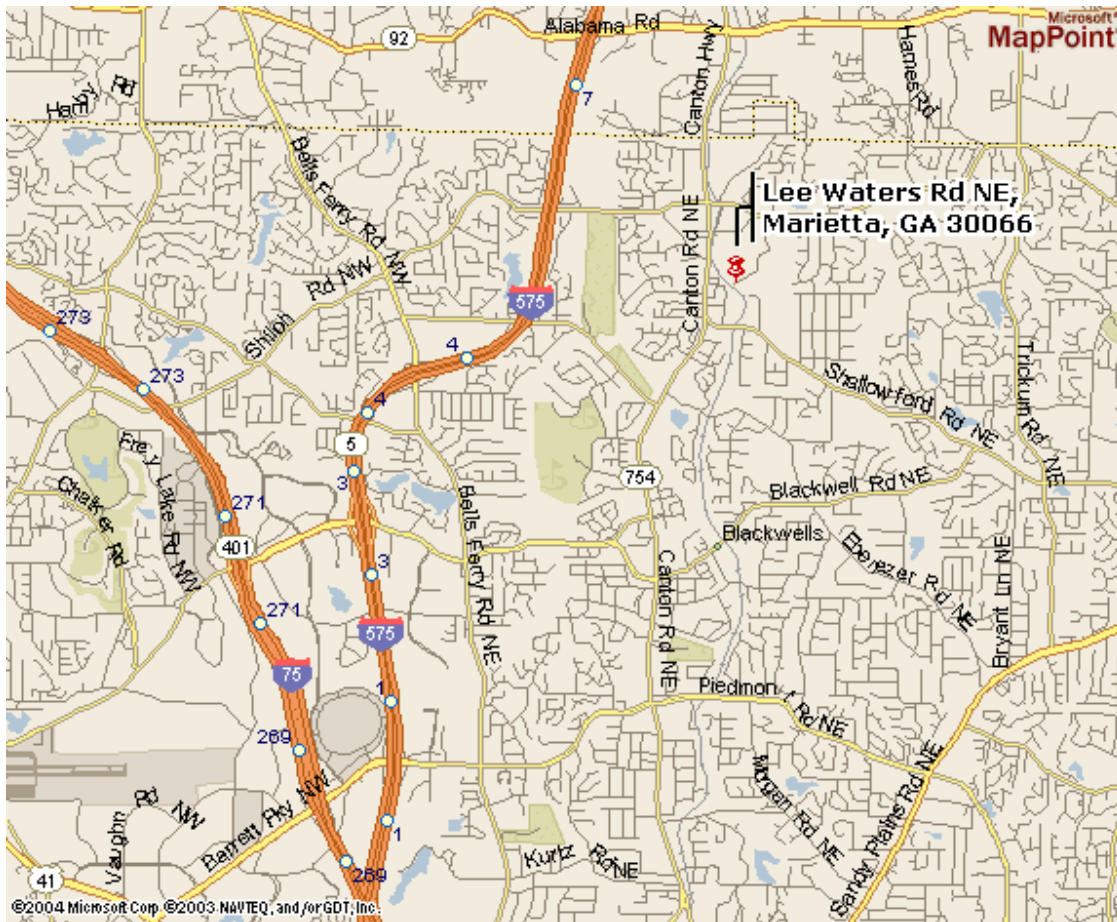 Microsoft®
MapPoint®
Alabama Rd
92
Canton Hwy
Hames Rd
7
Bells Ferry Rd NW
Lee Waters Rd NE,
Marietta, GA 30066
Canton Rd NE
Shiloh Rd NW
575
273
4
273
4
Shallowford Rd NE
Trickum Rd NE
5
3
754
Frey Lake Rd NW
Chalker Rd
271
Bells Ferry Rd NE
Blackwell Rd NE
401
Blackwells
Ebenezer Rd NE
3
Canton Rd NE
Bryant Ln NE
271
575
75
1
Piedmont Rd NE
269
Morgan Rd NE
Sandy Plains Rd NE
Vaughn Rd NW
Barrett Pky NW
1
Kurtz Rd NE
269
41
©2004 Microsoft Corp ©2003 NAVTEQ, and/or GDT, Inc.